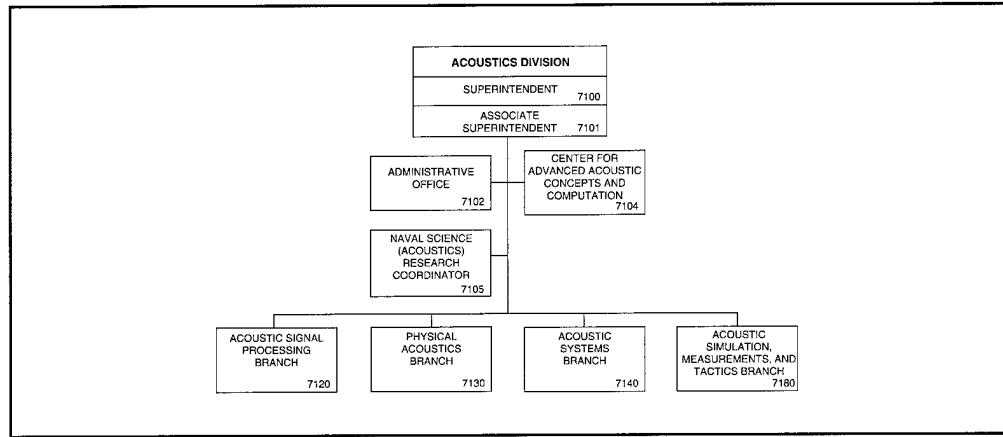 ACOUSTICS DIVISION
SUPERINTENDENT
7100
ASSOCIATE
SUPERINTENDENT
7101
ADMINISTRATIVE
OFFICE
7102
CENTER FOR
ADVANCED ACOUSTIC
CONCEPTS AND
COMPUTATION
7104
NAVAL SCIENCE
(ACOUSTICS)
RESEARCH
COORDINATOR
7105
ACOUSTIC SIGNAL
PROCESSING
BRANCH
7120
PHYSICAL
ACOUSTICS
BRANCH
7130
ACOUSTIC
SYSTEMS
BRANCH
7140
ACOUSTIC
SIMULATION,
MEASUREMENTS, AND
TACTICS BRANCH
7180